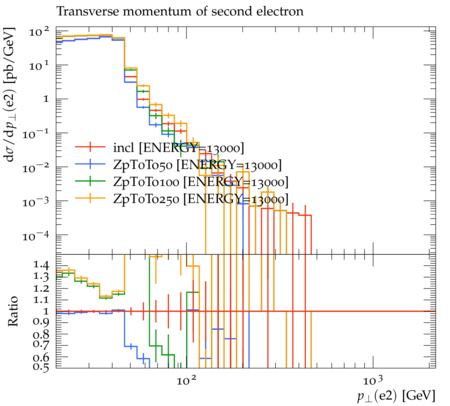 Transverse momentum of second electron
dσ/dp⊥(e2) [pb/GeV]
10²
10¹
1
10⁻¹
10⁻²
10⁻³
10⁻⁴
incl [ENERGY=13000]
ZpToTo50 [ENERGY=13000]
ZpToTo100 [ENERGY=13000]
ZpToTo250 [ENERGY=13000]
Ratio
1.4
1.3
1.2
1.1
1
0.9
0.8
0.7
0.6
0.5
10²
10³
p⊥(e2) [GeV]